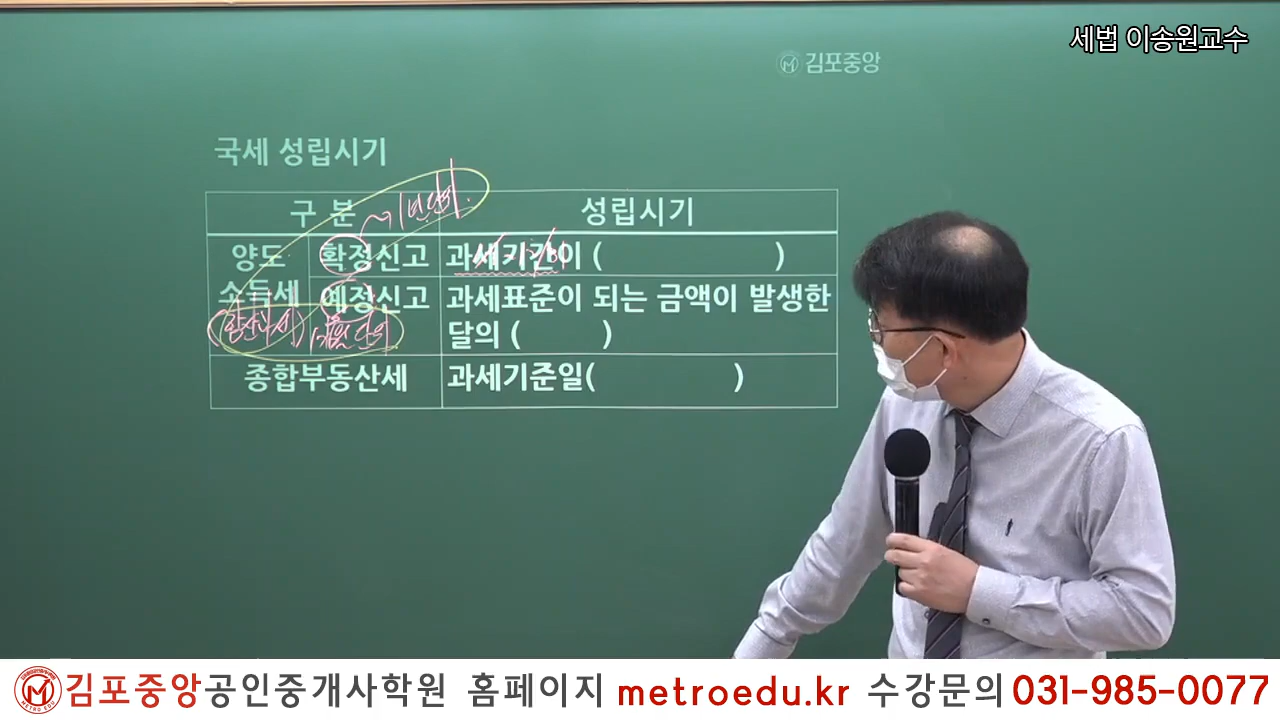 세법 이송원교수
김포중앙
국세 성립시기
구 분
성립시기
양도
소득세
확정신고
과세기간이 ( )
예정신고
과세표준이 되는 금액이 발생한
달의 ( )
종합부동산세
과세기준일( )
김포중앙공인중개사학원 홈페이지 metroedu.kr 수강문의 031-985-0077